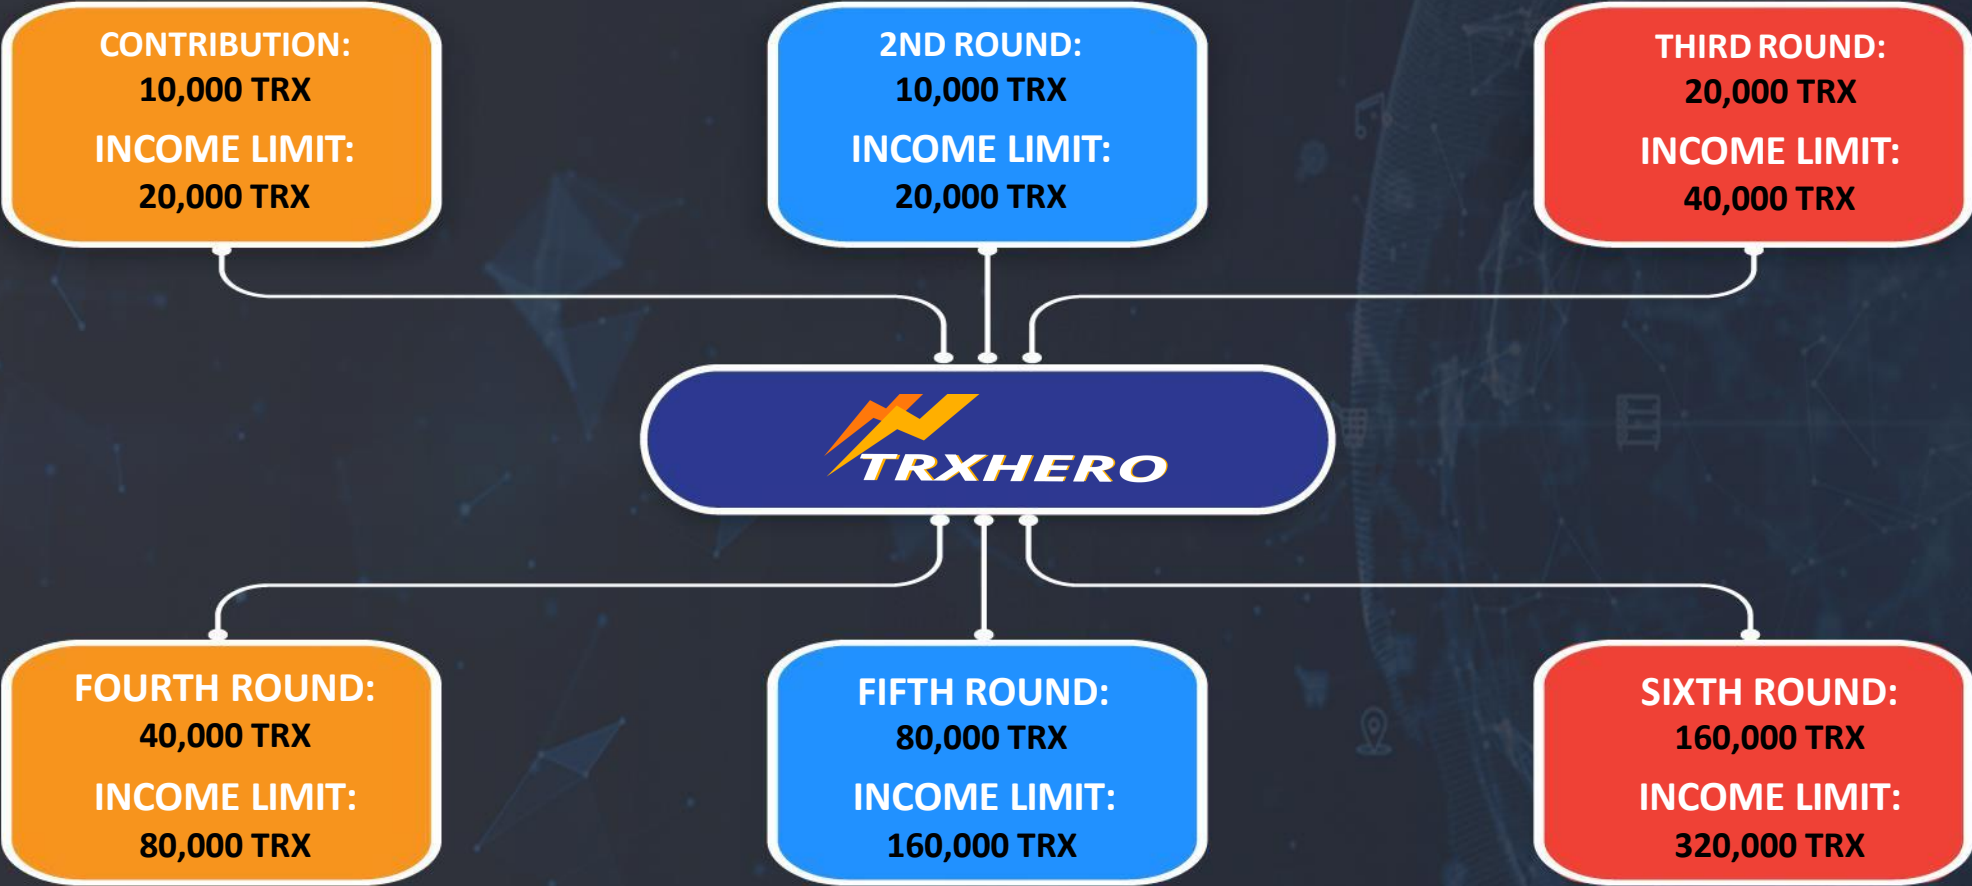 CONTRIBUTION:
10,000 TRX
INCOME LIMIT:
20,000 TRX
2ND ROUND:
10,000 TRX
INCOME LIMIT:
20,000 TRX
THIRD ROUND:
20,000 TRX
INCOME LIMIT:
40,000 TRX
TRXHERO
FOURTH ROUND:
40,000 TRX
INCOME LIMIT:
80,000 TRX
FIFTH ROUND:
80,000 TRX
INCOME LIMIT:
160,000 TRX
SIXTH ROUND:
160,000 TRX
INCOME LIMIT:
320,000 TRX